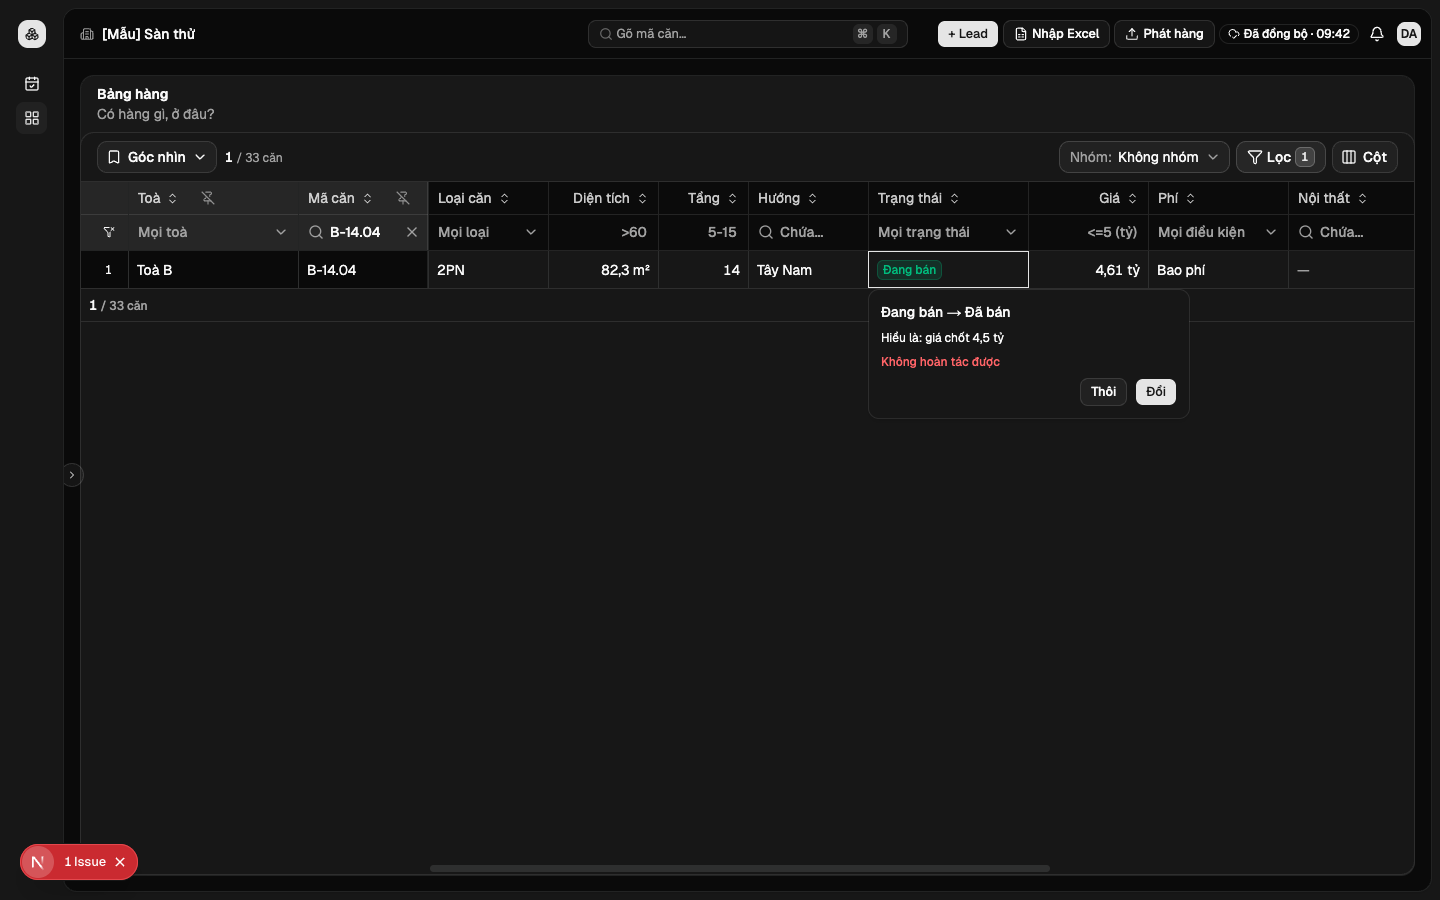 [Mẫu] Sàn thử
Gõ mã căn...
⌘ K
+ Lead
Nhập Excel
Phát hàng
Đã đồng bộ · 09:42
DA
Bảng hàng
Có hàng gì, ở đâu?
Góc nhìn
1 / 33 căn
Nhóm: Không nhóm
Lọc 1
Cột
Toà
Mã căn
Loại căn
Diện tích
Tầng
Hướng
Trạng thái
Giá
Phí
Nội thất
Mọi toà
B-14.04
Mọi loại
>60
5-15
Chứa...
Mọi trạng thái
<=5 (tỷ)
Mọi điều kiện
Chứa...
1
Toà B
B-14.04
2PN
82,3 m²
14
Tây Nam
Đang bán
4,61 tỷ
Bao phí
—
1 / 33 căn
Đang bán → Đã bán
Hiểu là: giá chốt 4,5 tỷ
Không hoàn tác được
Thôi
Đổi
N
1 Issue